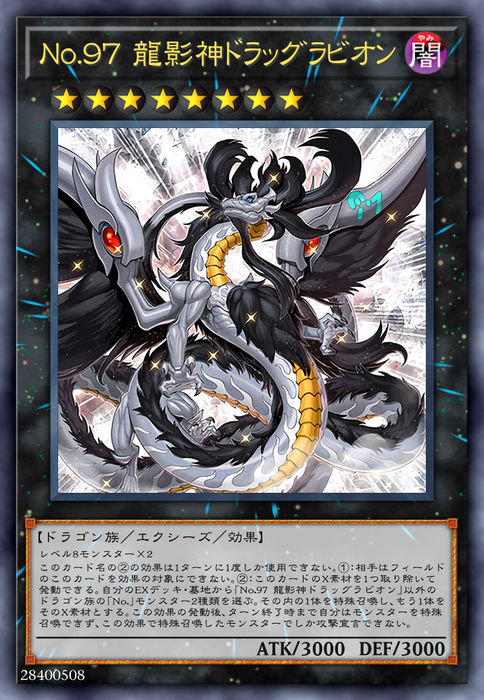 No.97 龍影神ドラッグラビオン
闇
やみ
97
【ドラゴン族／エクシーズ／効果】
レベル8モンスター×2
このカード名の②の効果は1ターンに1度しか使用できない。①:相手はフィールド
のこのカードを効果の対象にできない。②:このカードのX素材を1つ取り除いて
発動できる。自分のEXデッキ・墓地から「No.97 龍影神ドラッグラビオン」以外の
ドラゴン族の「No.」モンスター2種類を選ぶ。その内の1体を特殊召喚し、もう1体を
そのX素材とする。この効果の発動後、ターン終了時まで自分はモンスターを特殊
召喚できず、この効果で特殊召喚したモンスターでしか攻撃宣言できない。
ATK/3000 DEF/3000
28400508